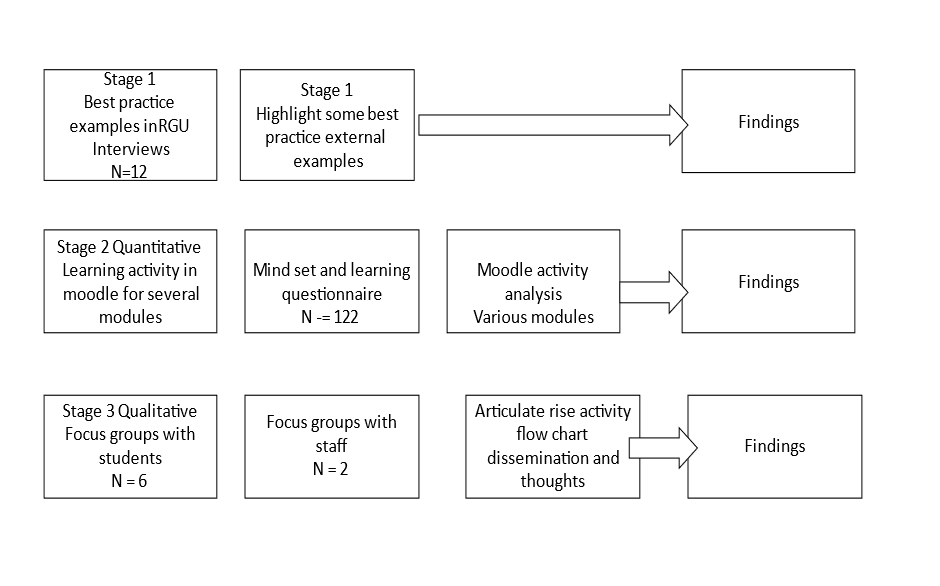 Stage 1
Best practice
examples inRGU
Interviews
N=12
Stage 1
Highlight some best
practice external
examples
Findings
Stage 2 Quantitative
Learning activity in
moodle for several
modules
Mind set and learning
questionnaire
N -= 122
Moodle activity
analysis
Various modules
Findings
Stage 3 Qualitative
Focus groups with
students
N = 6
Focus groups with
staff
N = 2
Articulate rise activity
flow chart
dissemination and
thoughts
Findings